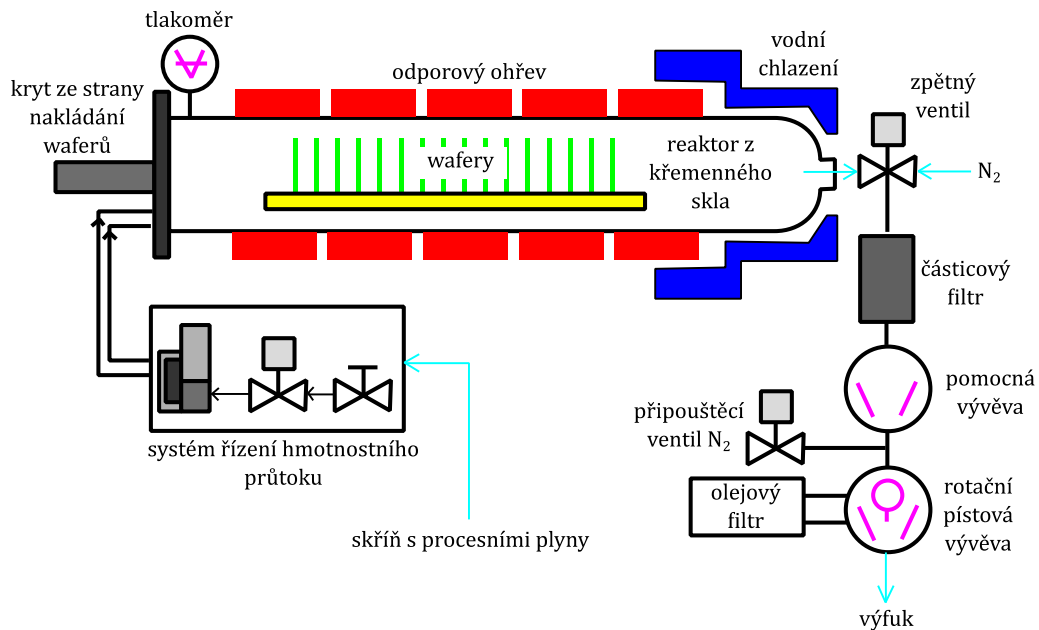 tlakoměr
kryt ze strany
nakládání
waferů
odporový ohřev
vodní
chlazení
zpětný
ventil
wafery
reaktor z
křemenného
skla
N₂
částicový
filtr
pomocná
vývěva
připouštěcí
ventil N₂
systém řízení hmotnostního
průtoku
olejový
filtr
rotační
pístová
vývěva
skříň s procesními plyny
výfuk